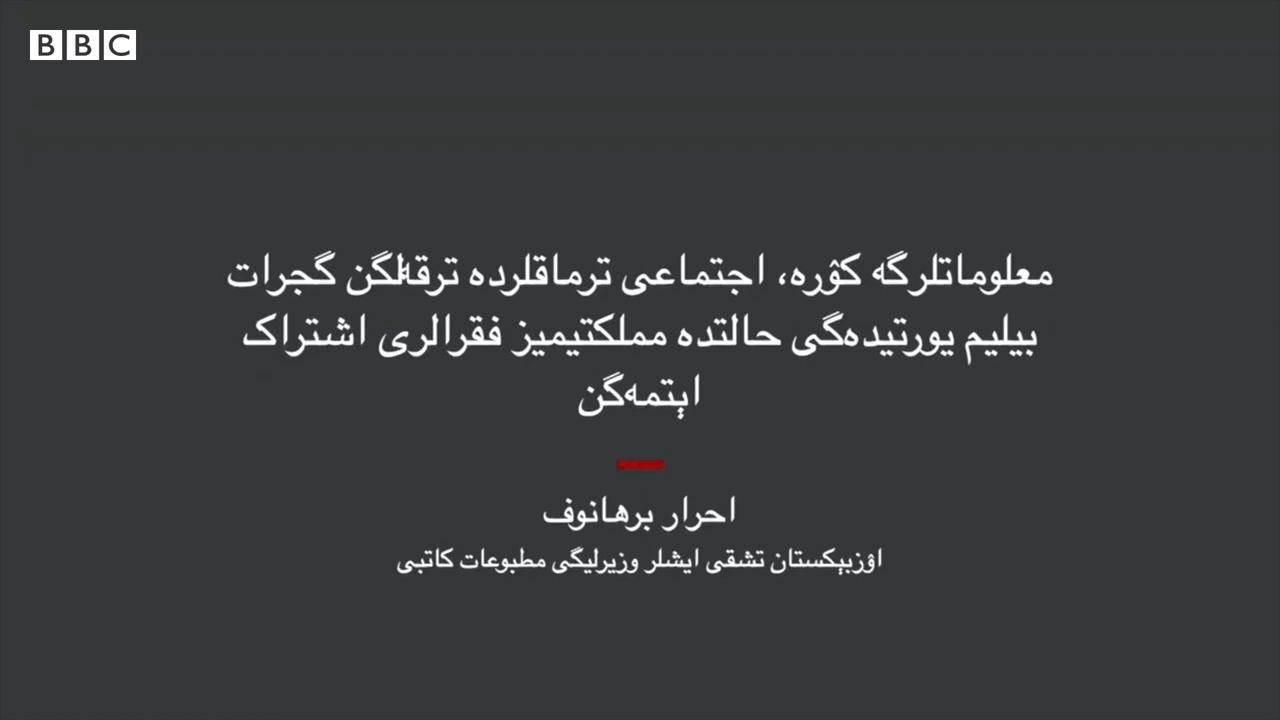 BBC
معلوماتلرگه کۉره، اجتماعی ترماقلرده ترقه‌لگن گجرات
بیلیم یورتیده‌گی حالتده مملکتیمیز فقرالری اشتراک
اېتمه‌گن
احرار برهانوف
اۉزبېکستان تشقی ایشلر وزیرلیگی مطبوعات کاتبی